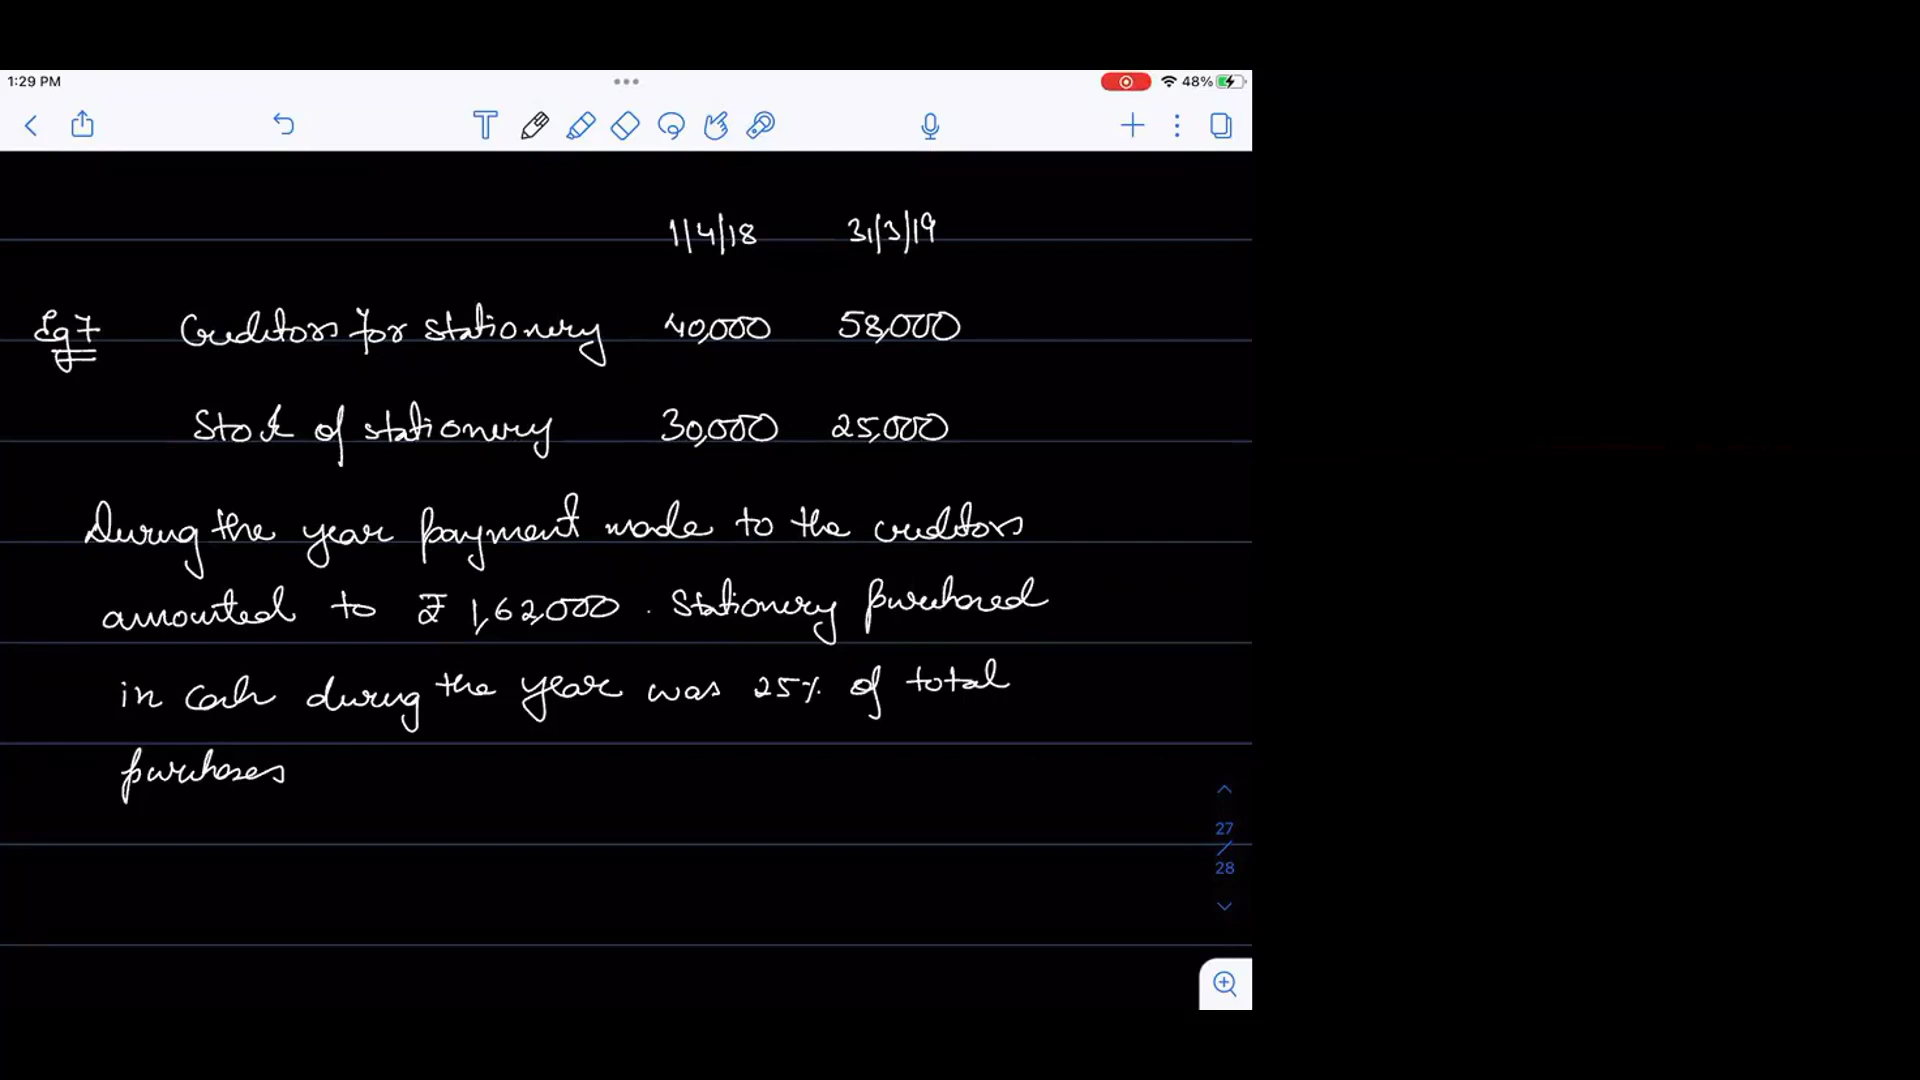 1:29 PM
48%
1/4/18 31/3/19
Eg 7 Creditors for stationery 40,000 58,000
Stock of stationery 30,000 25,000
During the year payment made to the creditors
amounted to ₹ 1,62,000. Stationery purchased
in cash during the year was 25% of total
purchases
27
/
28